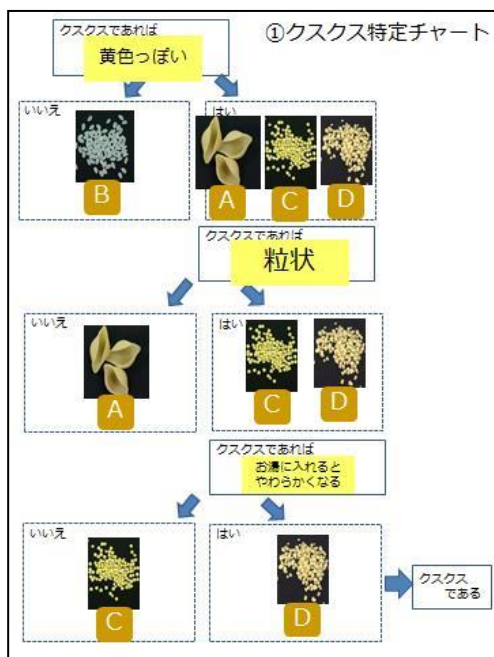 ①クスクス特定チャート
クスクスであれば
黄色っぽい
いいえ
B
はい
A
C
D
クスクスであれば
粒状
いいえ
A
はい
C
D
クスクスであれば
お湯に入れると
やわらかくなる
いいえ
C
はい
D
クスクス
である